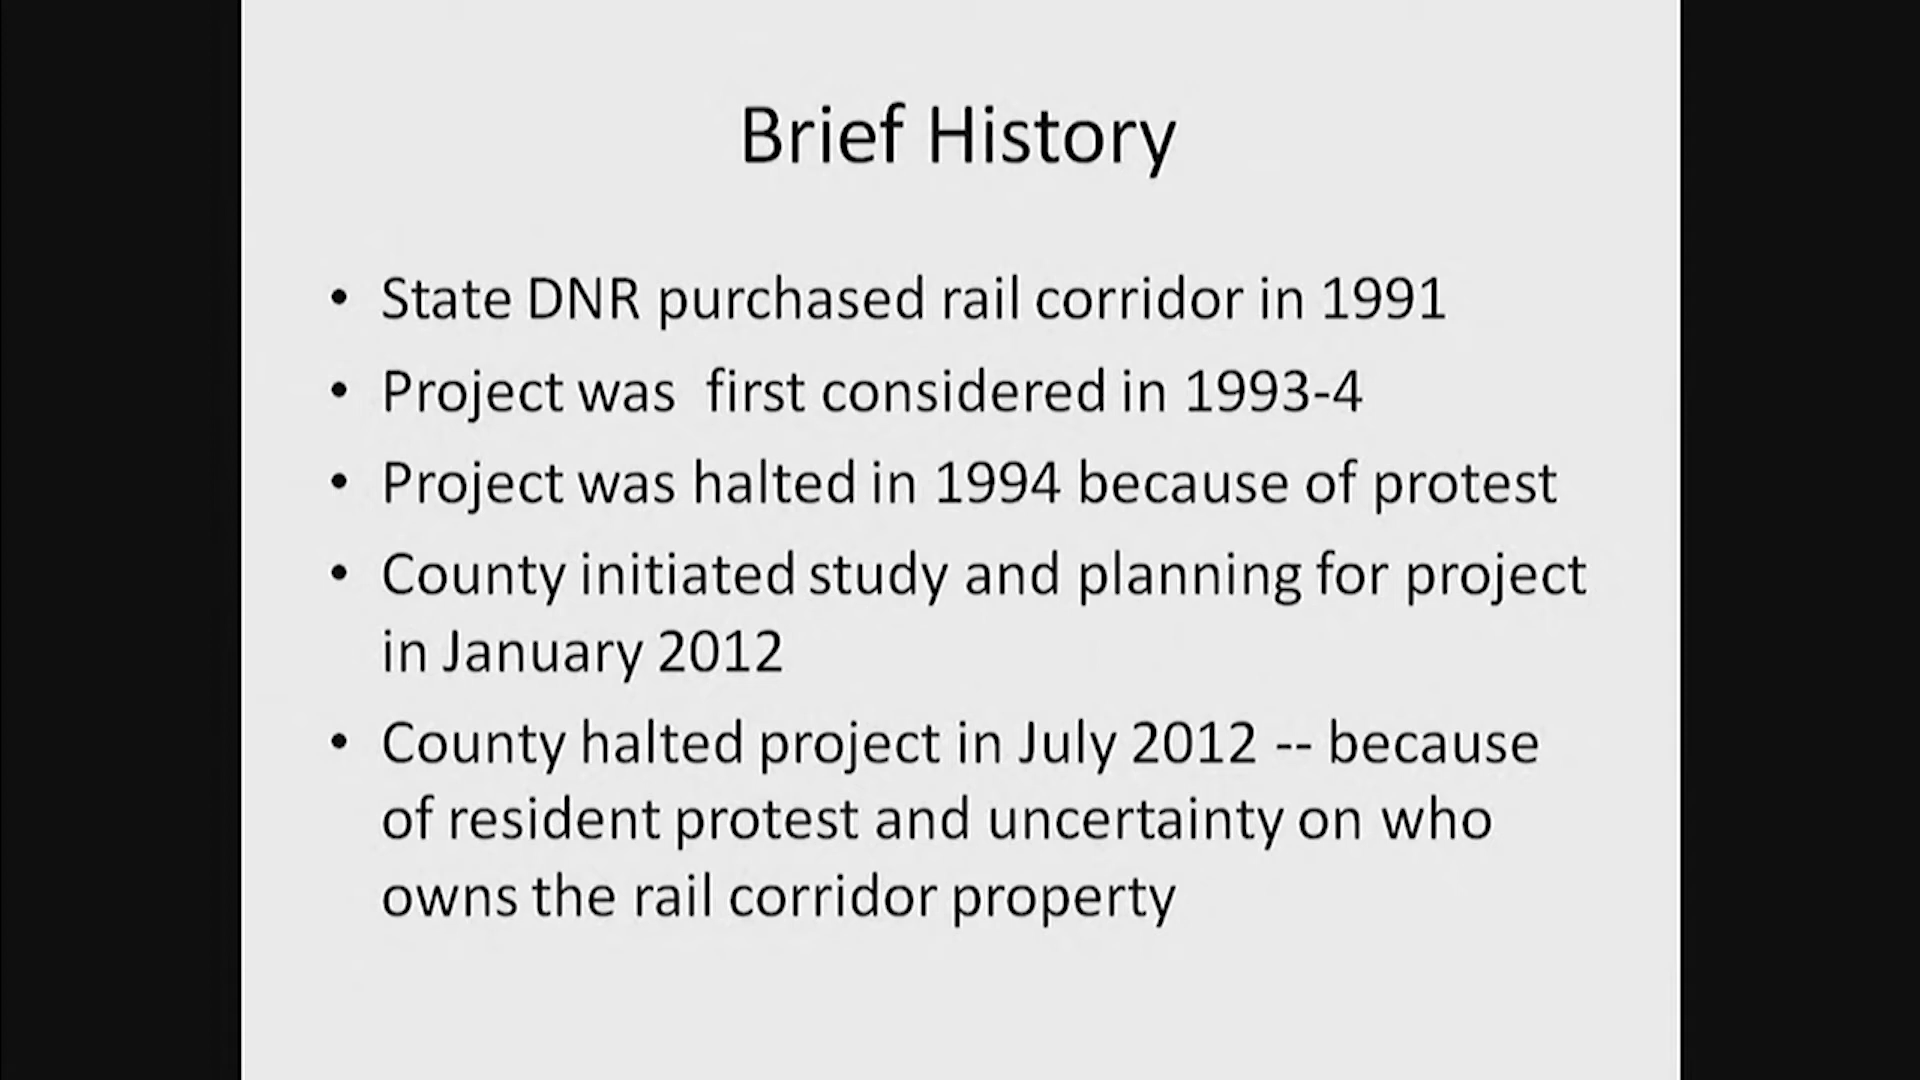 Brief History
• State DNR purchased rail corridor in 1991
• Project was  first considered in 1993-4
• Project was halted in 1994 because of protest
• County initiated study and planning for project
in January 2012
• County halted project in July 2012 -- because
of resident protest and uncertainty on who
owns the rail corridor property